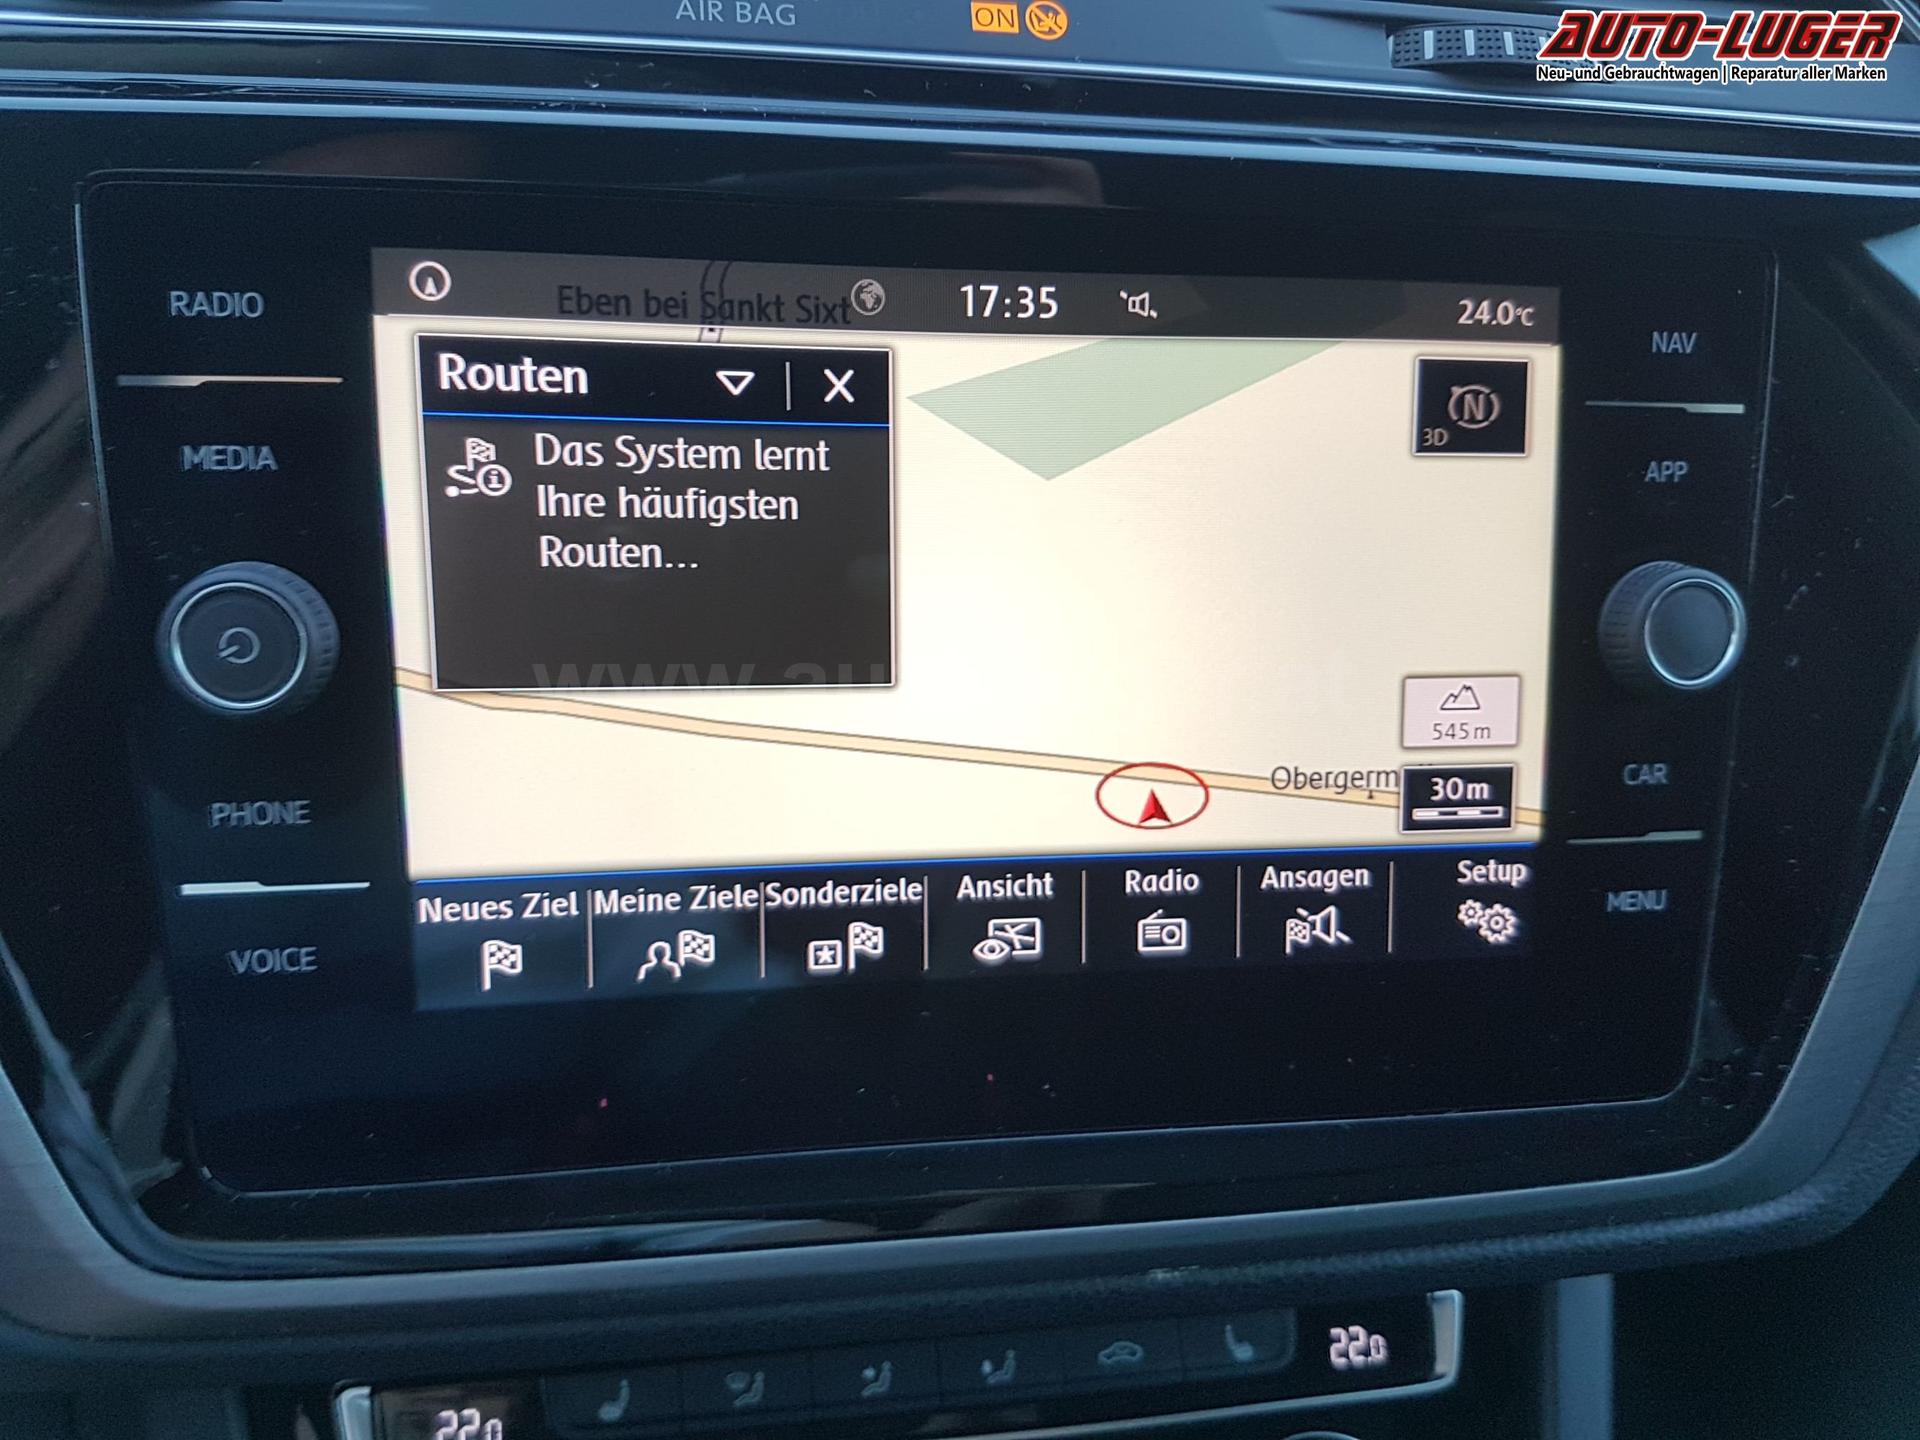 AIR BAG
ON
AUTO-LUGER
Neu- und Gebrauchtwagen | Reparatur aller Marken
RADIO
MEDIA
PHONE
VOICE
Eben bei Sankt Sixt
17:35
24.0°C
Routen
X
Das System lernt
Ihre häufigsten
Routen...
N
3D
545 m
30 m
Obergerm
Neues Ziel
Meine Ziele
Sonderziele
Ansicht
Radio
Ansagen
Setup
NAV
APP
CAR
MENU
22.0
22.0